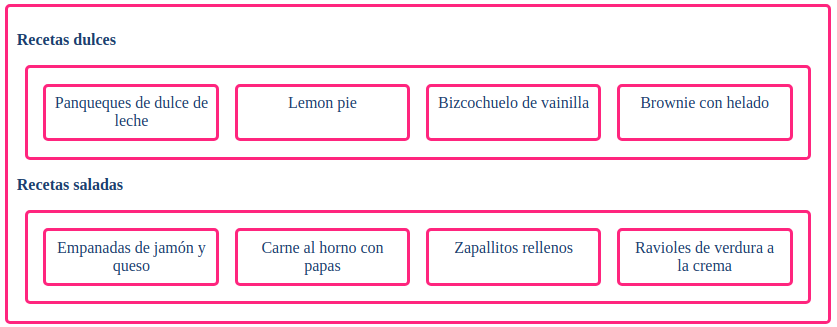 Recetas dulces
Panqueques de dulce de
leche
Lemon pie
Bizcochuelo de vainilla
Brownie con helado
Recetas saladas
Empanadas de jamón y
queso
Carne al horno con
papas
Zapallitos rellenos
Ravioles de verdura a
la crema